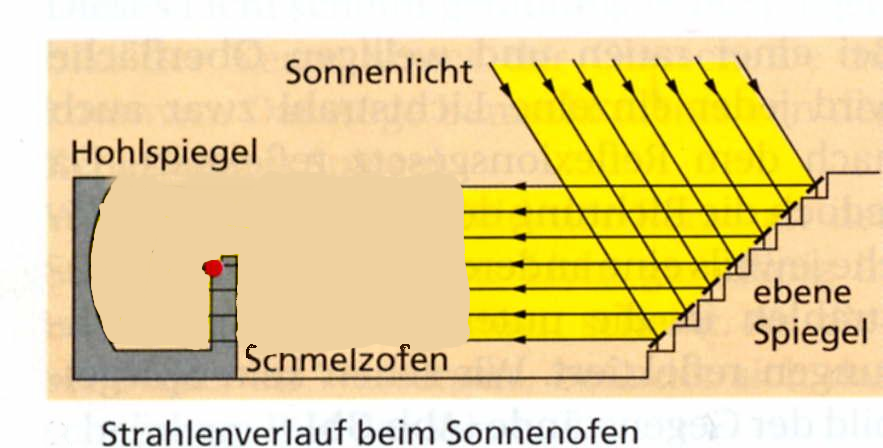 Sonnenlicht
Hohlspiegel
ebene
Spiegel
Schmelzofen
Strahlenverlauf beim Sonnenofen